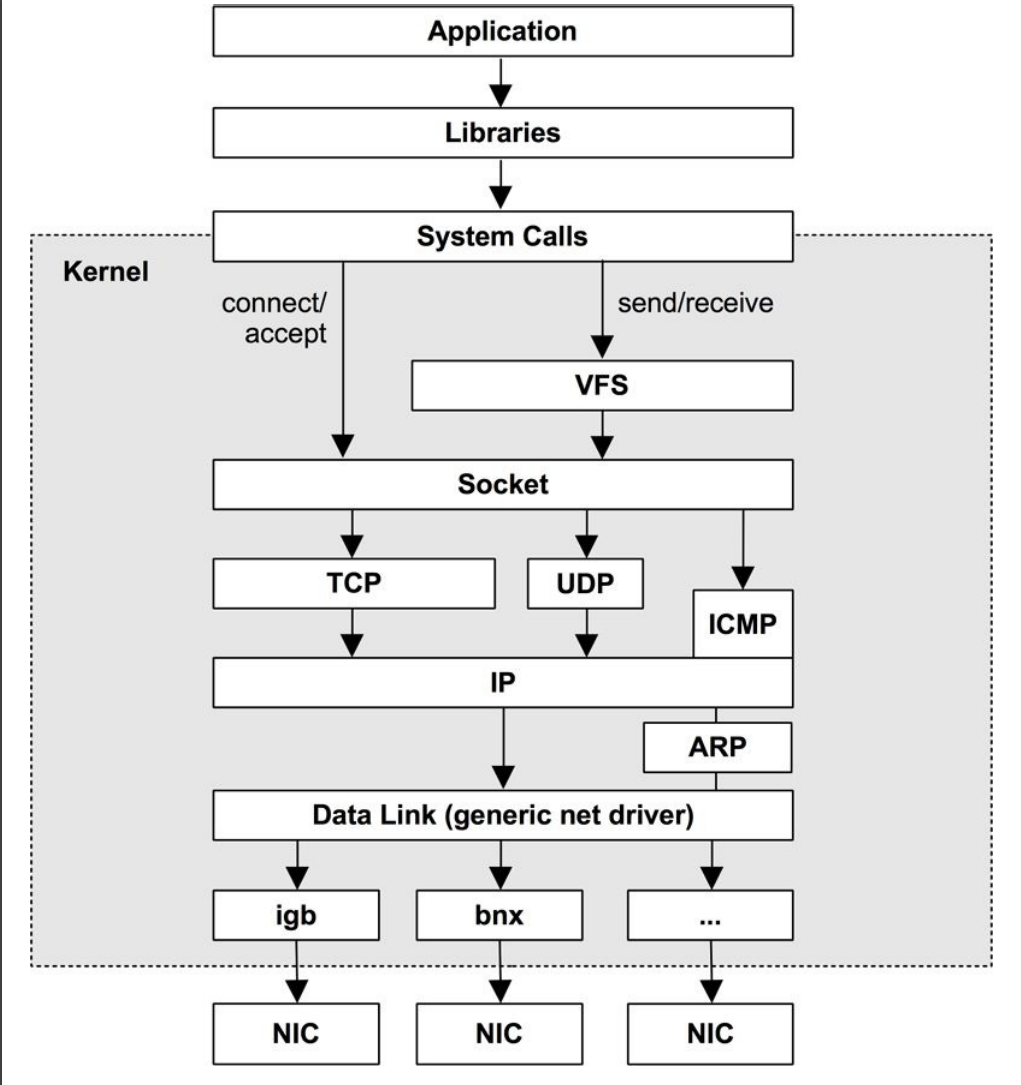 Application
Libraries
System Calls
Kernel
connect/
accept
send/receive
VFS
Socket
TCP
UDP
ICMP
IP
ARP
Data Link (generic net driver)
igb
bnx
...
NIC
NIC
NIC